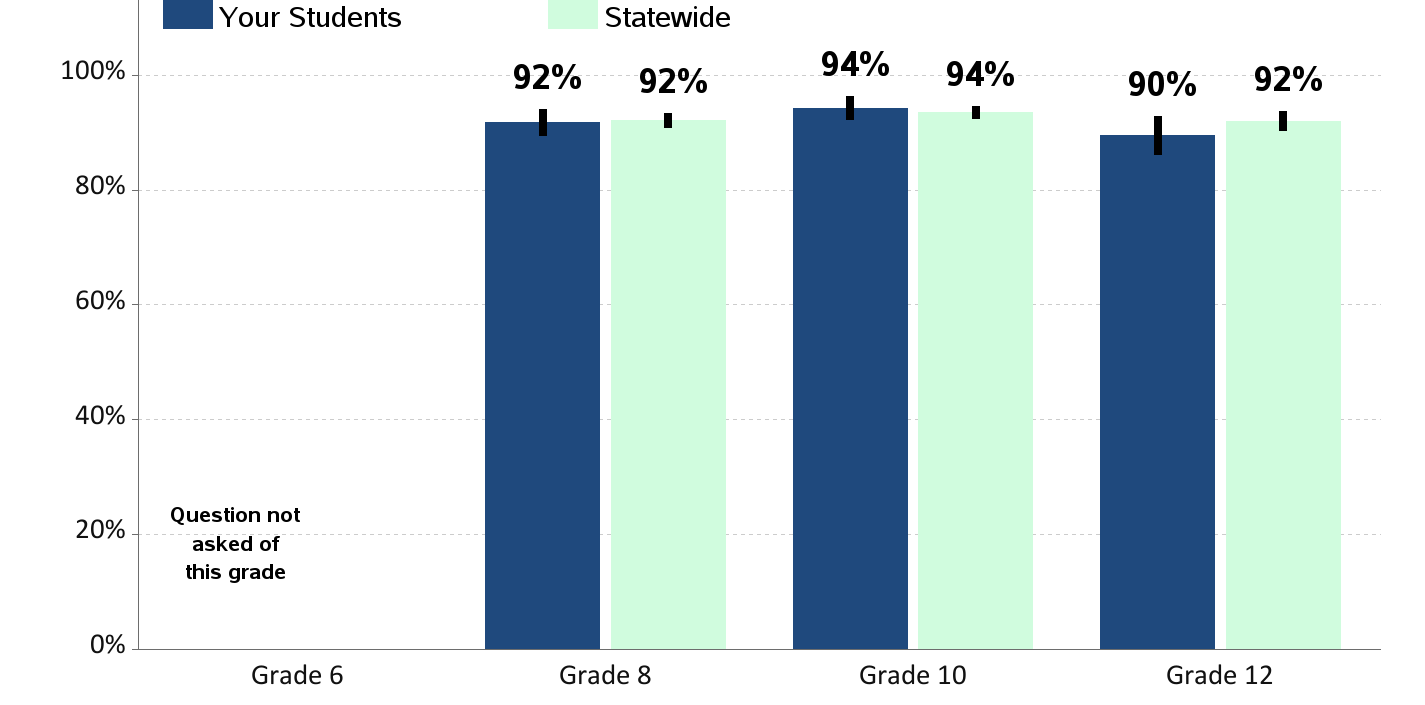 Your Students
Statewide
100%
92%
92%
94%
94%
90%
92%
80%
60%
40%
20%
0%
Question not
asked of
this grade
Grade 6
Grade 8
Grade 10
Grade 12